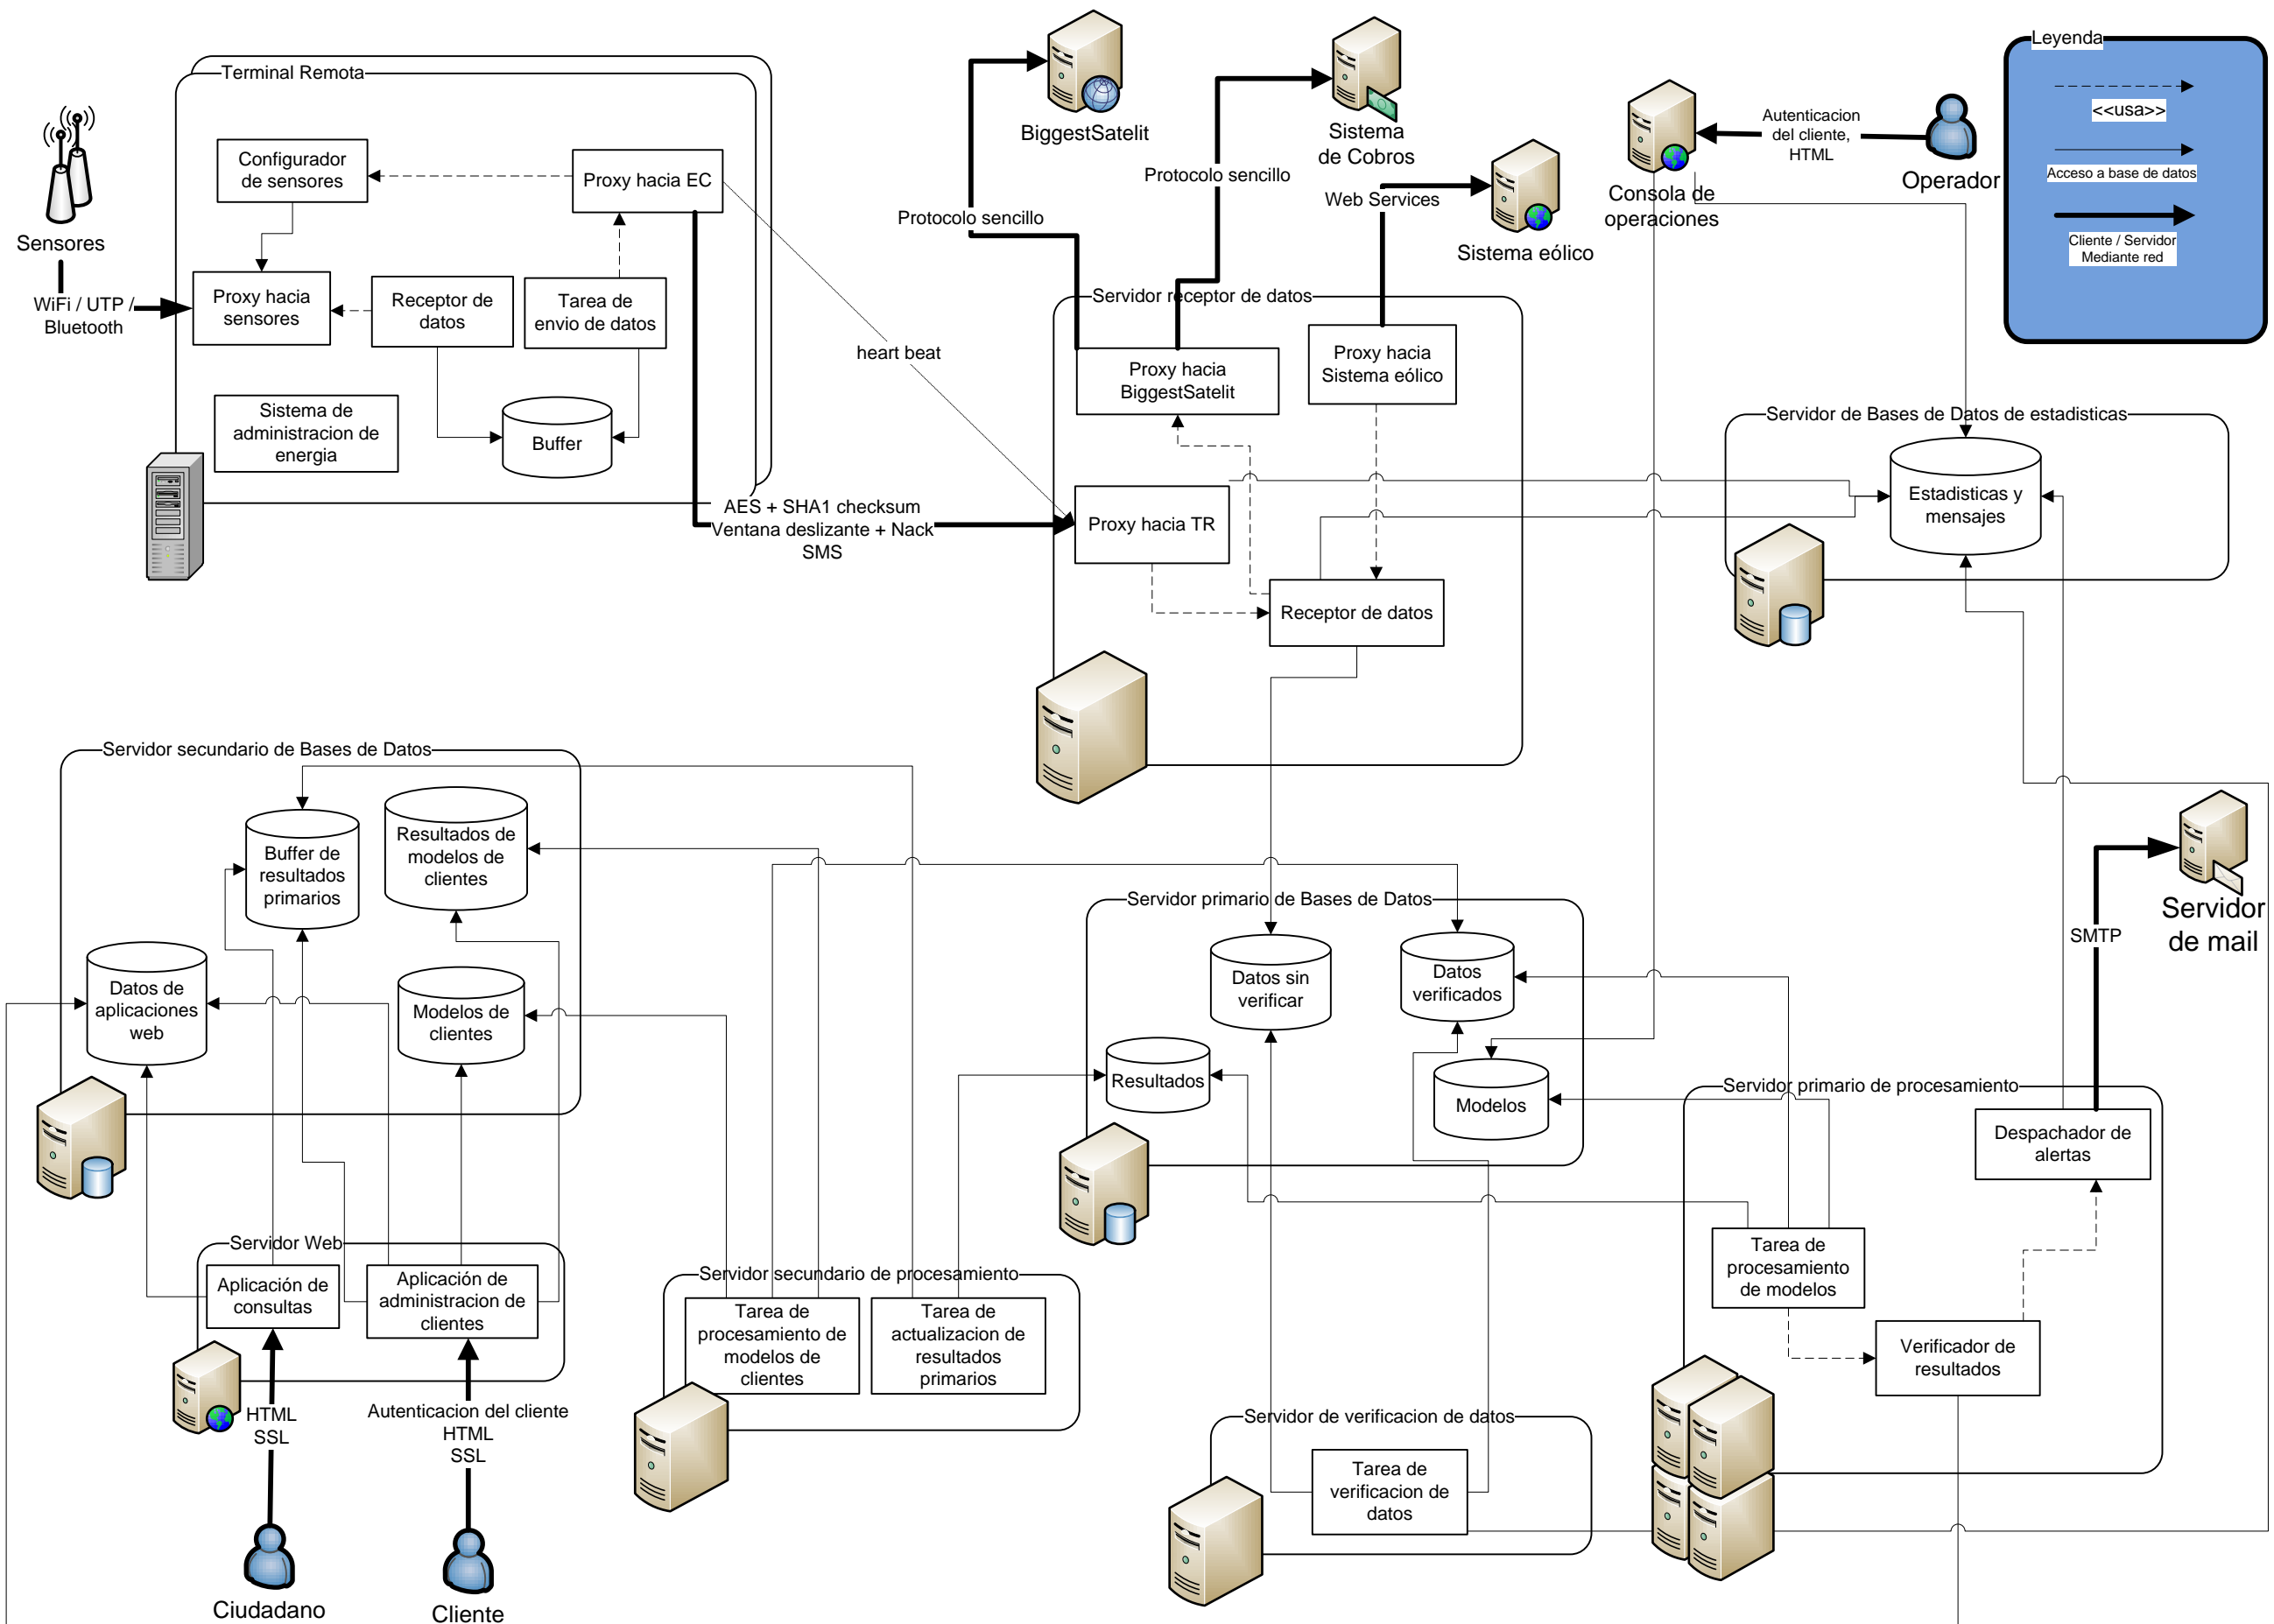 Terminal Remota
Sensores
WiFi / UTP /
Bluetooth
Configurador
de sensores
Proxy hacia EC
Proxy hacia
sensores
Receptor de
datos
Tarea de
envio de datos
Sistema de
administracion de
energia
Buffer
heart beat
AES + SHA1 checksum
Ventana deslizante + Nack
SMS
BiggestSatelit
Protocolo sencillo
Sistema
de Cobros
Protocolo sencillo
Web Services
Sistema eólico
Servidor receptor de datos
Proxy hacia
BiggestSatelit
Proxy hacia
Sistema eólico
Proxy hacia TR
Receptor de datos
Consola de
operaciones
Autenticacion
del cliente,
HTML
Operador
Leyenda
<<usa>>
Acceso a base de datos
Cliente / Servidor
Mediante red
Servidor de Bases de Datos de estadisticas
Estadisticas y
mensajes
Servidor secundario de Bases de Datos
Buffer de
resultados
primarios
Resultados de
modelos de
clientes
Datos de
aplicaciones
web
Modelos de
clientes
Servidor primario de Bases de Datos
Datos sin
verificar
Datos
verificados
Resultados
Modelos
SMTP
Servidor
de mail
Servidor primario de procesamiento
Despachador de
alertas
Tarea de
procesamiento
de modelos
Verificador de
resultados
Servidor Web
Aplicación de
consultas
Aplicación de
administracion de
clientes
HTML
SSL
Autenticacion del cliente
HTML
SSL
Ciudadano
Cliente
Servidor secundario de procesamiento
Tarea de
procesamiento de
modelos de
clientes
Tarea de
actualizacion de
resultados
primarios
Servidor de verificacion de datos
Tarea de
verificacion de
datos